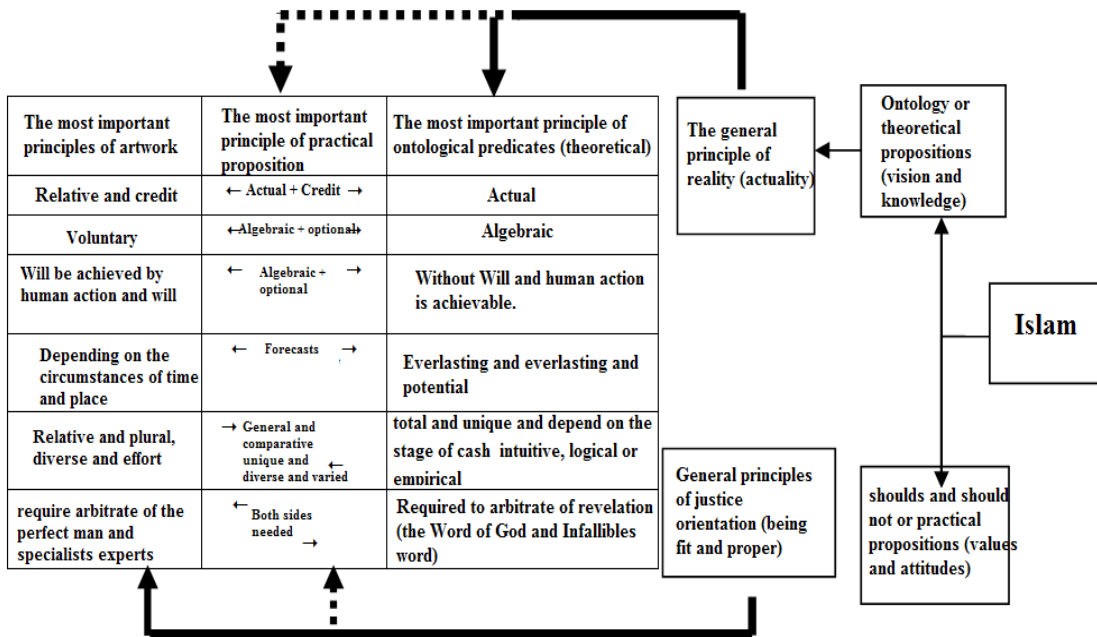 The most important
principles of artwork
The most important
principle of practical
proposition
The most important principle of
ontological predicates (theoretical)
Relative and credit
← Actual + Credit →
Actual
Voluntary
←Algebraic + optional→
Algebraic
Will be achieved by
human action and will
← Algebraic + →
optional
Without Will and human action
is achievable.
Depending on the
circumstances of time
and place
← Forecasts →
Everlasting and everlasting and
potential
Relative and plural,
diverse and effort
→ General and
comparative
unique and ←
diverse and varied
total and unique and depend on the
stage of cash intuitive, logical or
empirical
require arbitrate of the
perfect man and
specialists experts
←
Both sides
needed →
Required to arbitrate of revelation
(the Word of God and Infallibles
word)
The general
principle of
reality (actuality)
Ontology or
theoretical
propositions
(vision and
knowledge)
Islam
General principles
of justice
orientation (being
fit and proper)
shoulds and should
not or practical
propositions (values
and attitudes)